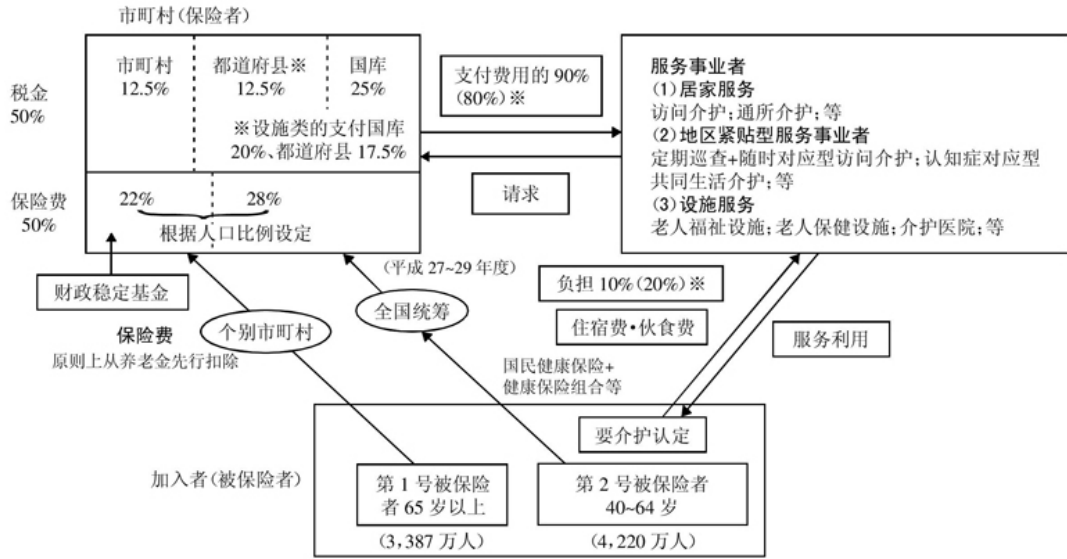 市町村(保险者)
税金
50%
市町村
12.5%
都道府县※
12.5%
国库
25%
※设施类的支付国库
20%、都道府县 17.5%
保险费
50%
22%
28%
根据人口比例设定
支付费用的 90%
(80%)※
请求
服务事业者
(1)居家服务
访问介护;通所介护;等
(2)地区紧贴型服务事业者
定期巡查+随时对应型访问介护;认知症对应型
共同生活介护;等
(3)设施服务
老人福祉设施;老人保健设施;介护医院;等
财政稳定基金
(平成 27~29 年度)
保险费
原则上从养老金先行扣除
个别市町村
全国统筹
负担 10%(20%)※
住宿费•伙食费
服务利用
国民健康保险+
健康保险组合等
要介护认定
加入者(被保险者)
第 1 号被保险
者 65 岁以上
(3,387 万人)
第 2 号被保险者
40~64 岁
(4,220 万人)